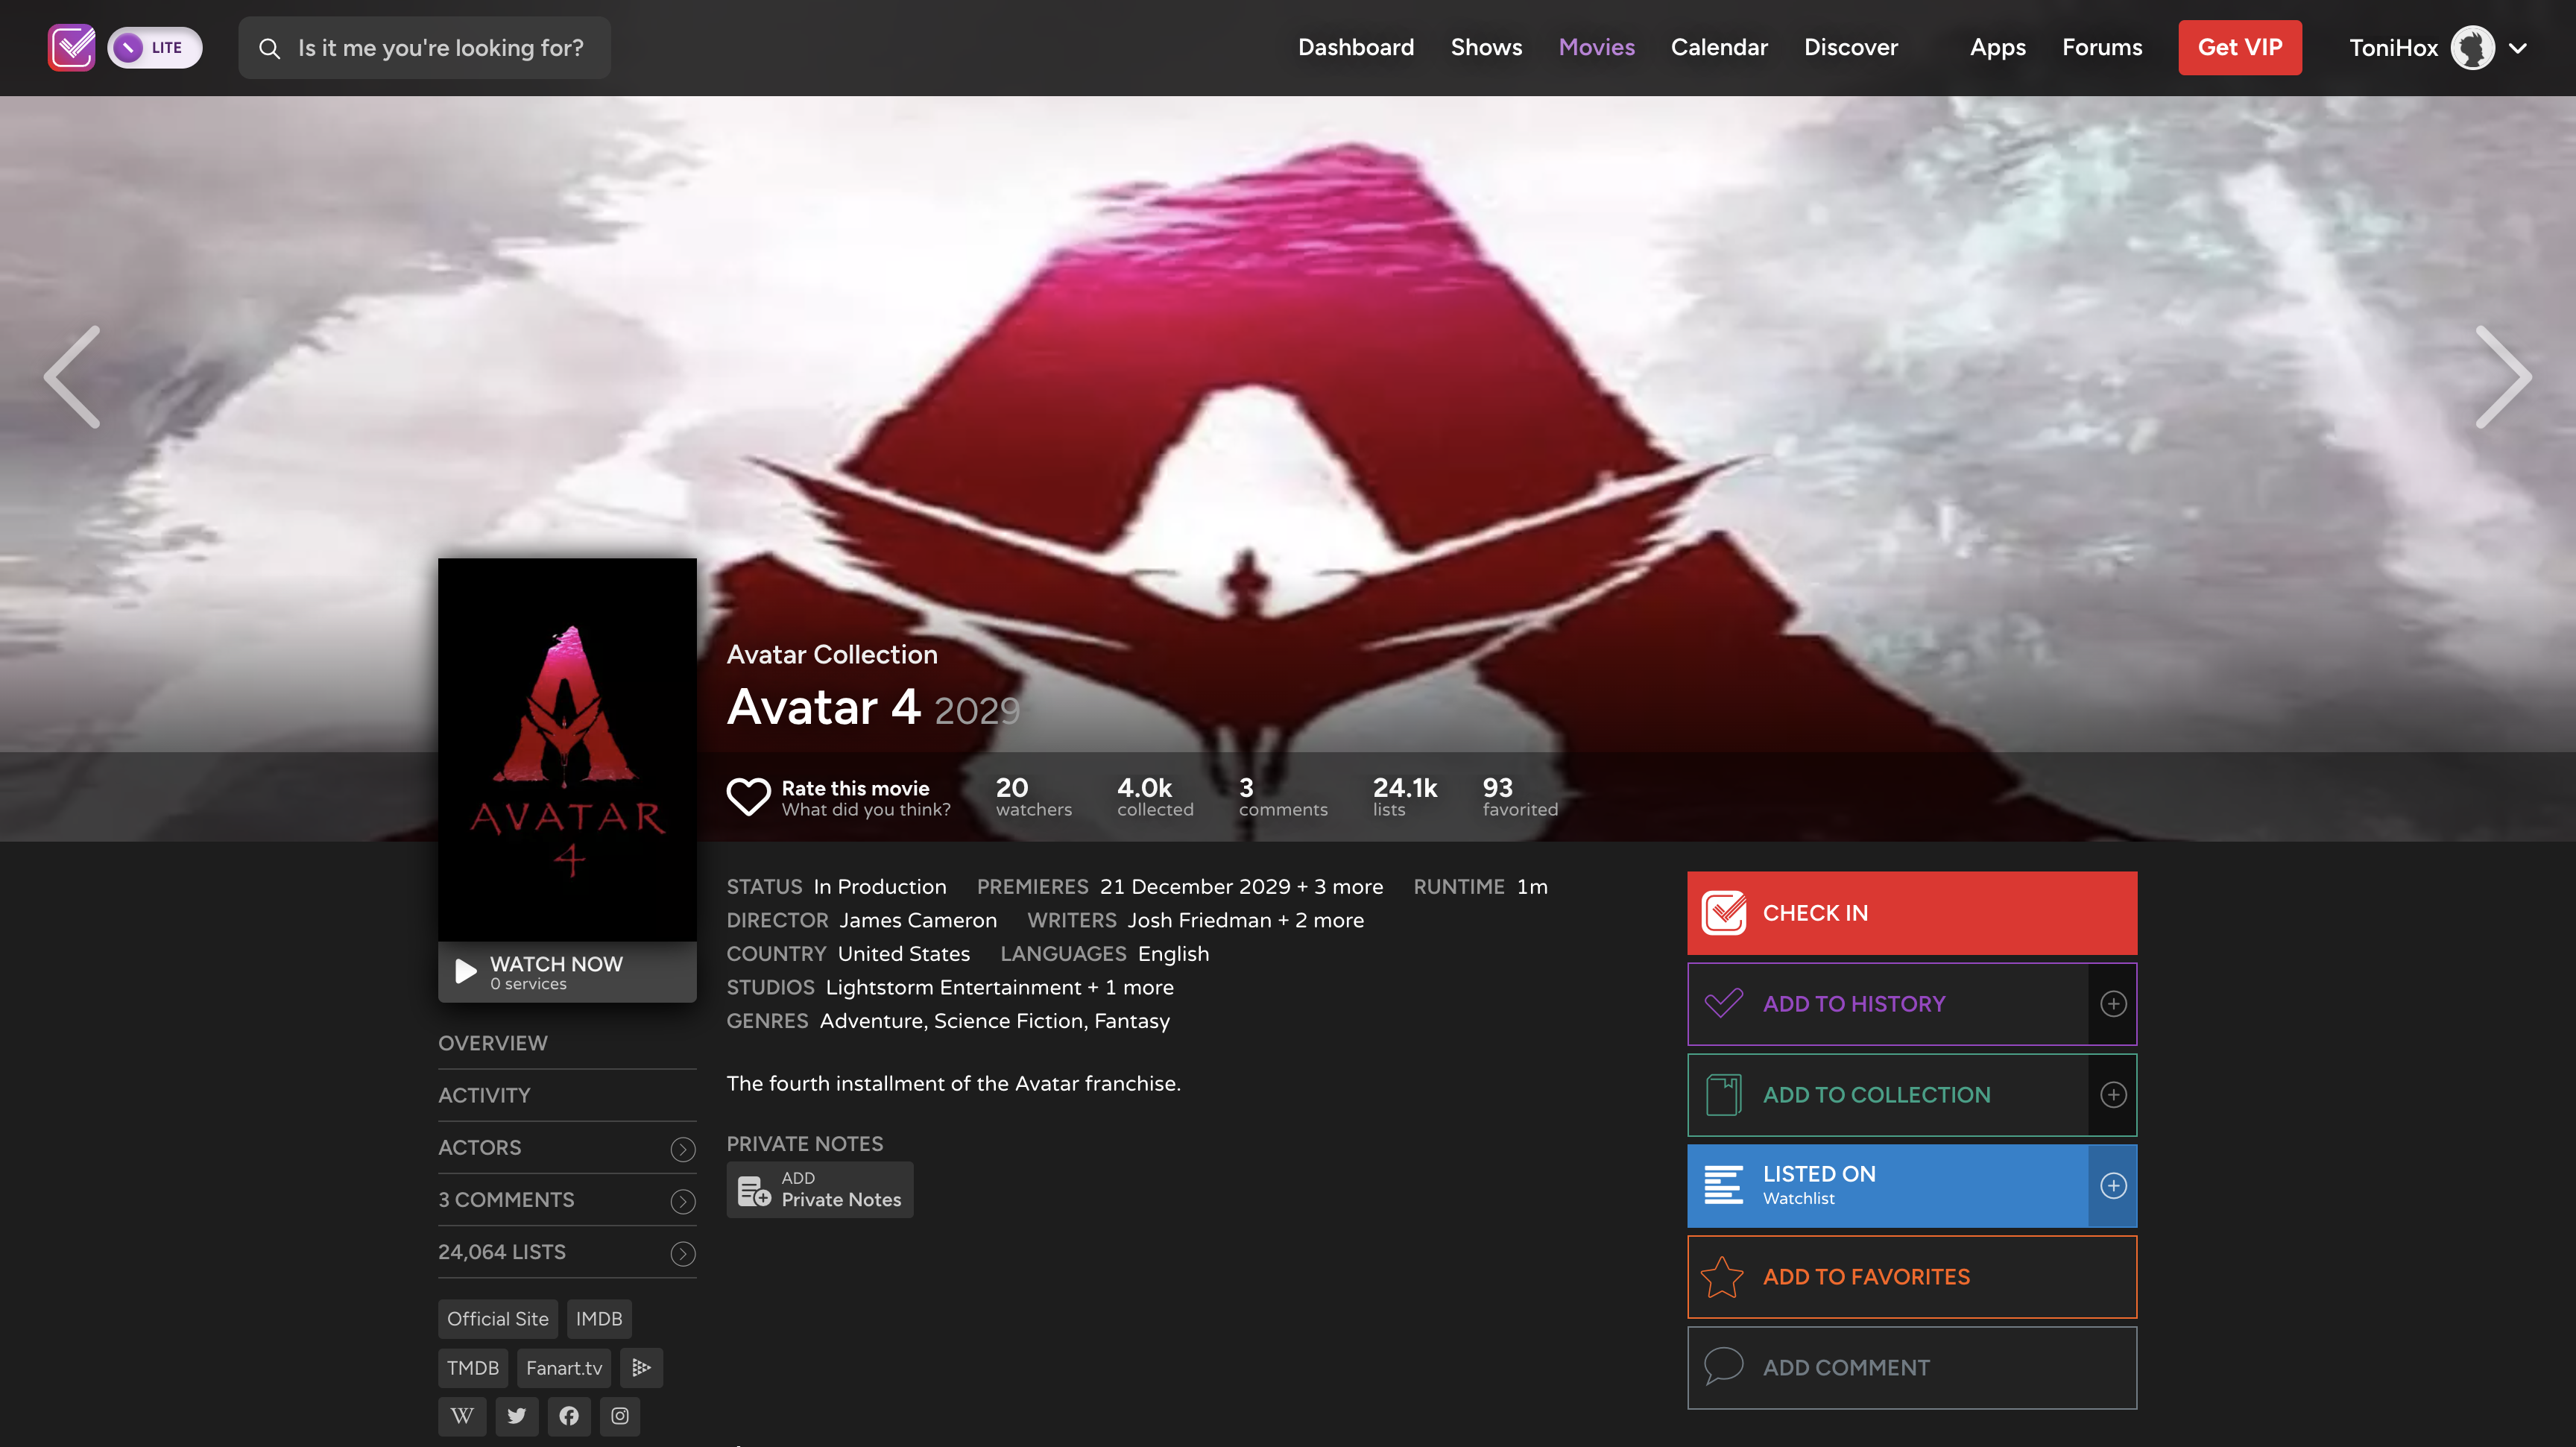 LITE
Is it me you're looking for?
Dashboard Shows Movies Calendar Discover Apps Forums Get VIP ToniHox
Avatar Collection
Avatar 4 2029
Rate this movie
What did you think?
20
watchers
4.0k
collected
3
comments
24.1k
lists
93
favorited
AVATAR
4
WATCH NOW
0 services
OVERVIEW
ACTIVITY
ACTORS
3 COMMENTS
24,064 LISTS
Official Site IMDB
TMDB Fanart.tv
W
STATUS In Production PREMIERES 21 December 2029 + 3 more RUNTIME 1m
DIRECTOR James Cameron WRITERS Josh Friedman + 2 more
COUNTRY United States LANGUAGES English
STUDIOS Lightstorm Entertainment + 1 more
GENRES Adventure, Science Fiction, Fantasy
The fourth installment of the Avatar franchise.
PRIVATE NOTES
ADD
Private Notes
CHECK IN
ADD TO HISTORY
ADD TO COLLECTION
LISTED ON
Watchlist
ADD TO FAVORITES
ADD COMMENT